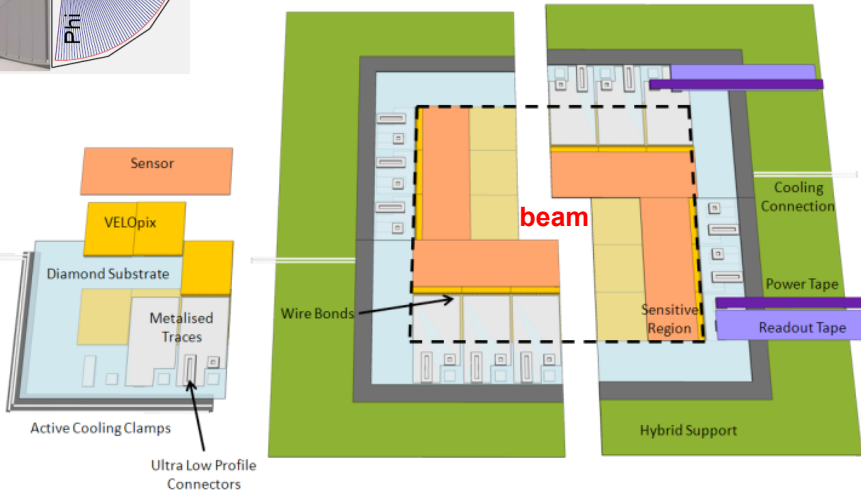 Phi
Sensor
VELOpix
Diamond Substrate
Metalised
Traces
Active Cooling Clamps
Ultra Low Profile
Connectors
beam
Wire Bonds
Sensitive
Region
Cooling
Connection
Power Tape
Readout Tape
Hybrid Support